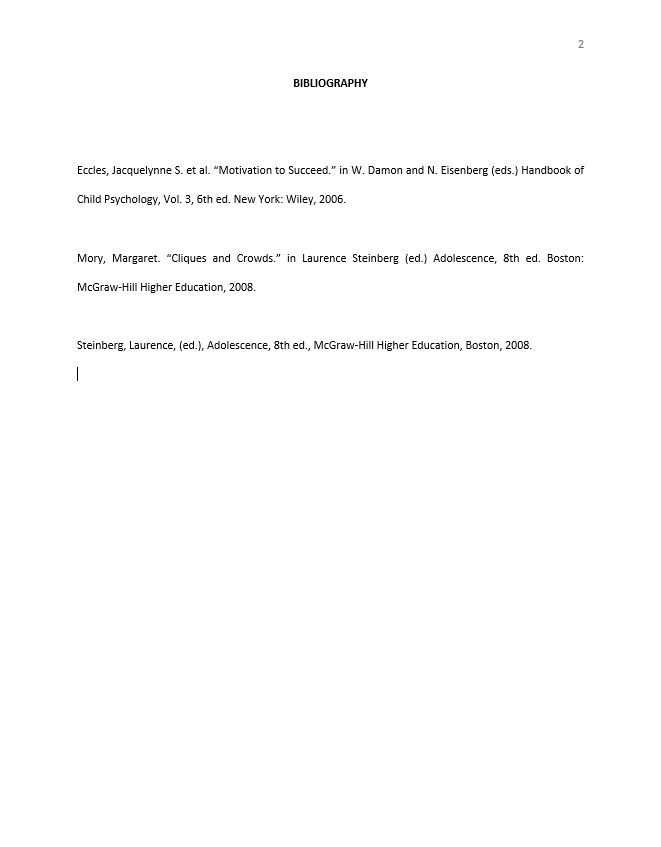 2
BIBLIOGRAPHY
Eccles, Jacquelynne S. et al. “Motivation to Succeed.” in W. Damon and N. Eisenberg (eds.) Handbook of
Child Psychology, Vol. 3, 6th ed. New York: Wiley, 2006.
Mory, Margaret. “Cliques and Crowds.” in Laurence Steinberg (ed.) Adolescence, 8th ed. Boston:
McGraw-Hill Higher Education, 2008.
Steinberg, Laurence, (ed.), Adolescence, 8th ed., McGraw-Hill Higher Education, Boston, 2008.